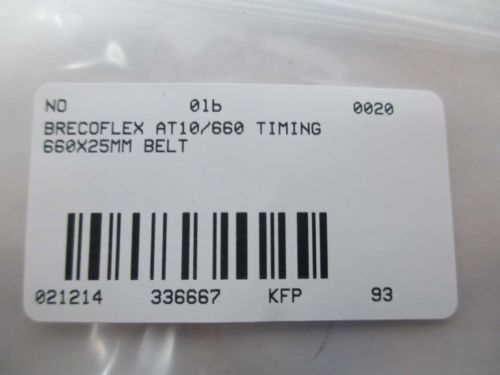 NO 01b 0020
BRECOFLEX AT10/660 TIMING
660X25MM BELT
021214 336667 KFP 93